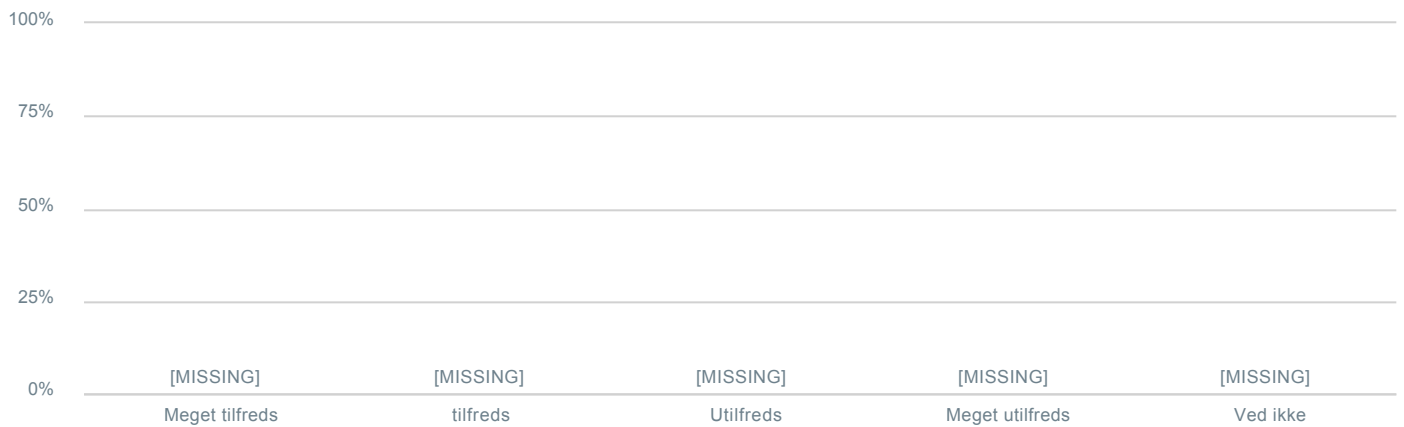 100%
75%
50%
25%
0%
[MISSING] [MISSING] [MISSING] [MISSING] [MISSING]
Meget tilfreds tilfreds Utilfreds Meget utilfreds Ved ikke